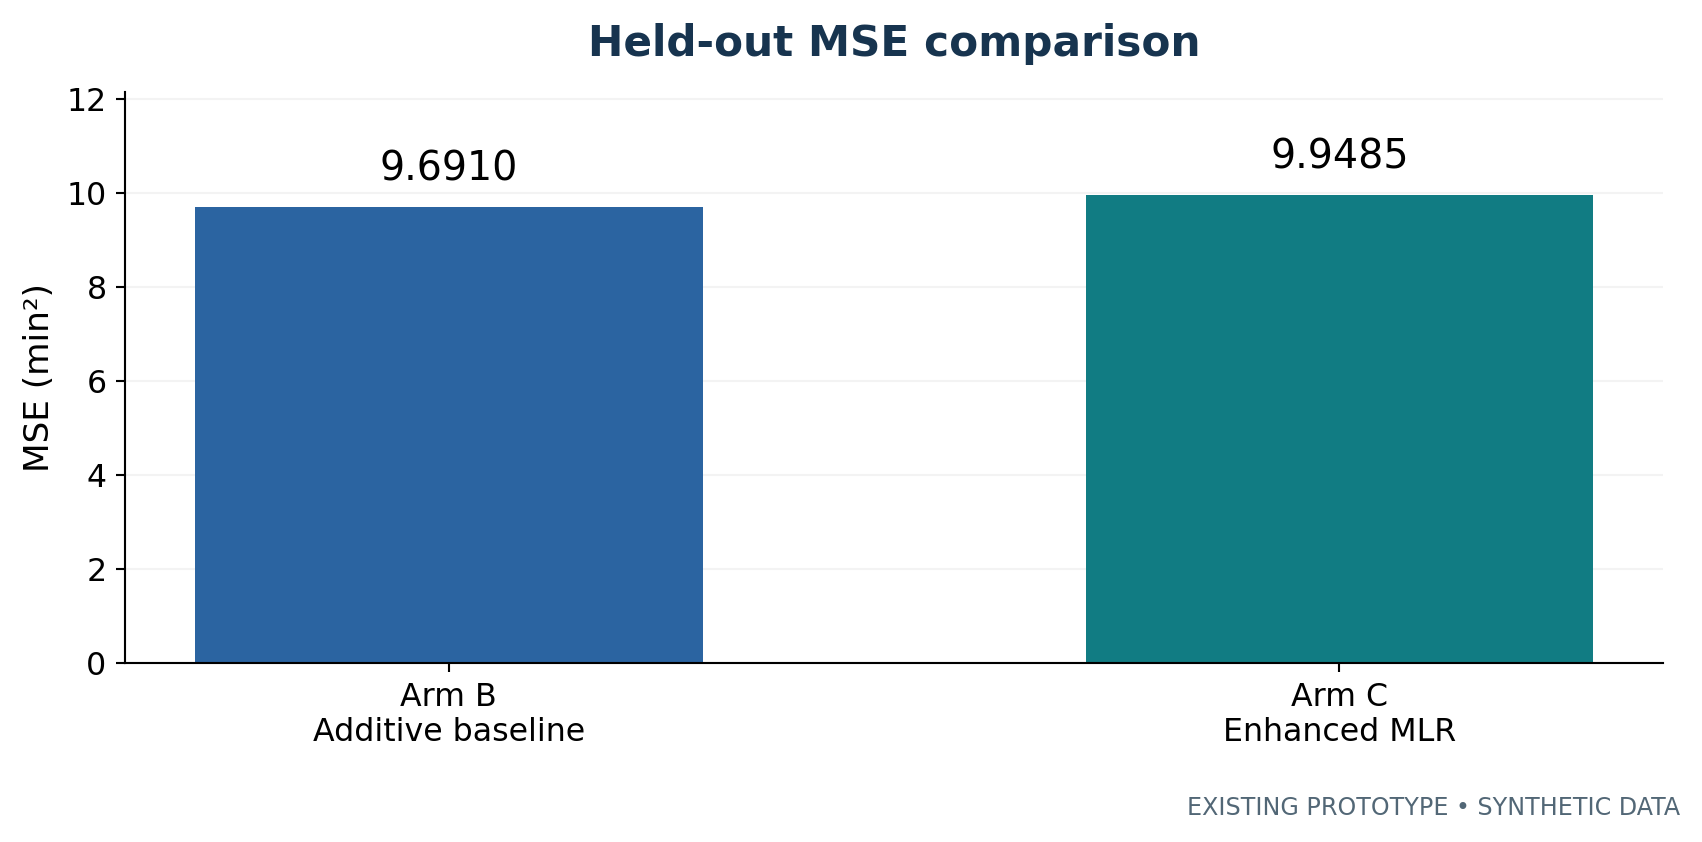 Held-out MSE comparison
12
10
8
6
4
2
0
MSE (min²)
9.6910
9.9485
Arm B
Additive baseline
Arm C
Enhanced MLR
EXISTING PROTOTYPE • SYNTHETIC DATA